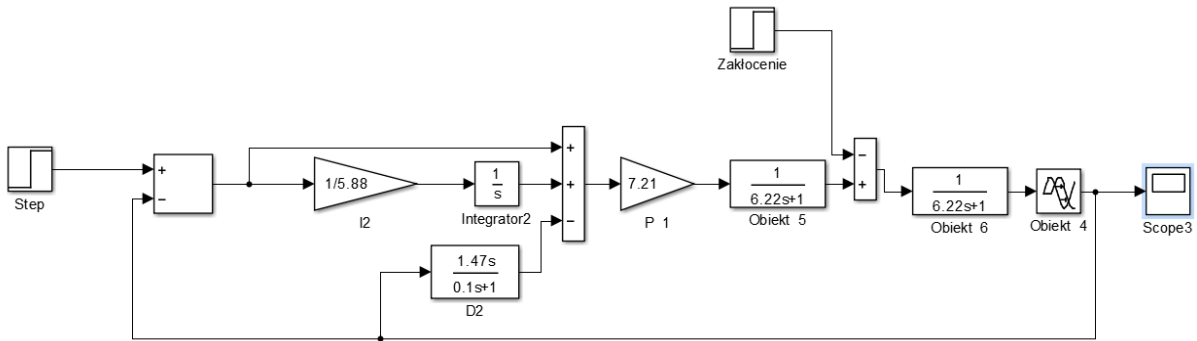 Zakłocenie
Step
+
−
1/5.88
I2
1
s
Integrator2
+
+
−
7.21
P 1
1
6.22s+1
Obiekt 5
−
+
1
6.22s+1
Obiekt 6
Obiekt 4
Scope3
1.47s
0.1s+1
D2